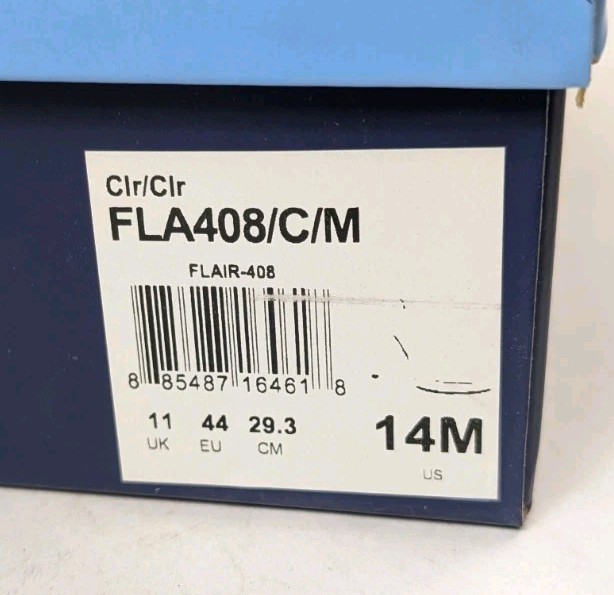 Clr/Clr
FLA408/C/M
FLAIR-408
8 85487 16461 8
11 44 29.3
UK EU CM
14M
US